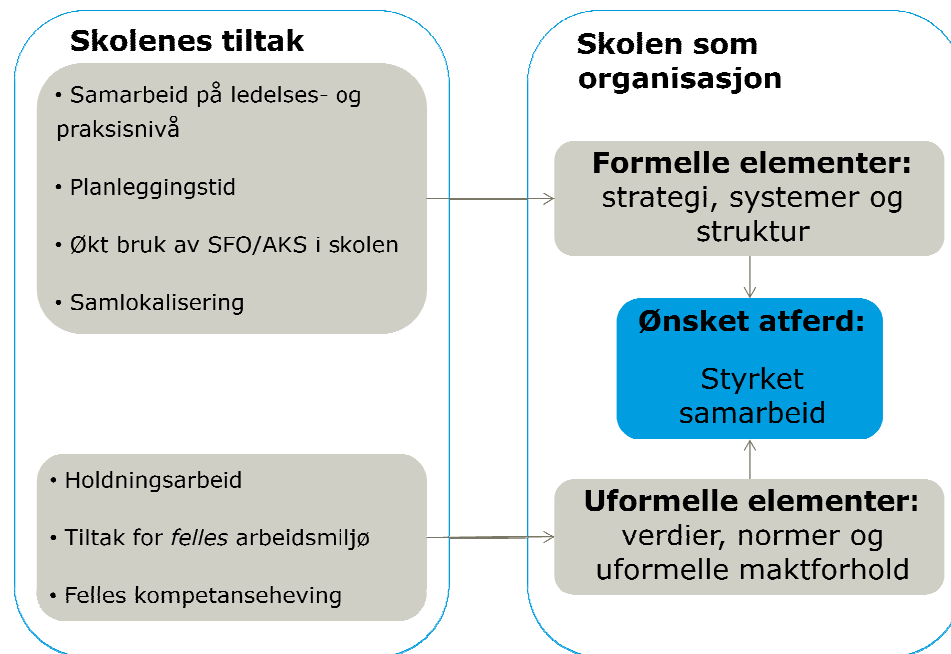 Skolenes tiltak
• Samarbeid på ledelses- og
praksisnivå
• Planleggingstid
• Økt bruk av SFO/AKS i skolen
• Samlokalisering
• Holdningsarbeid
• Tiltak for felles arbeidsmiljø
• Felles kompetanseheving
Skolen som
organisasjon
Formelle elementer:
strategi, systemer og
struktur
Ønsket atferd:
Styrket
samarbeid
Uformelle elementer:
verdier, normer og
uformelle maktforhold